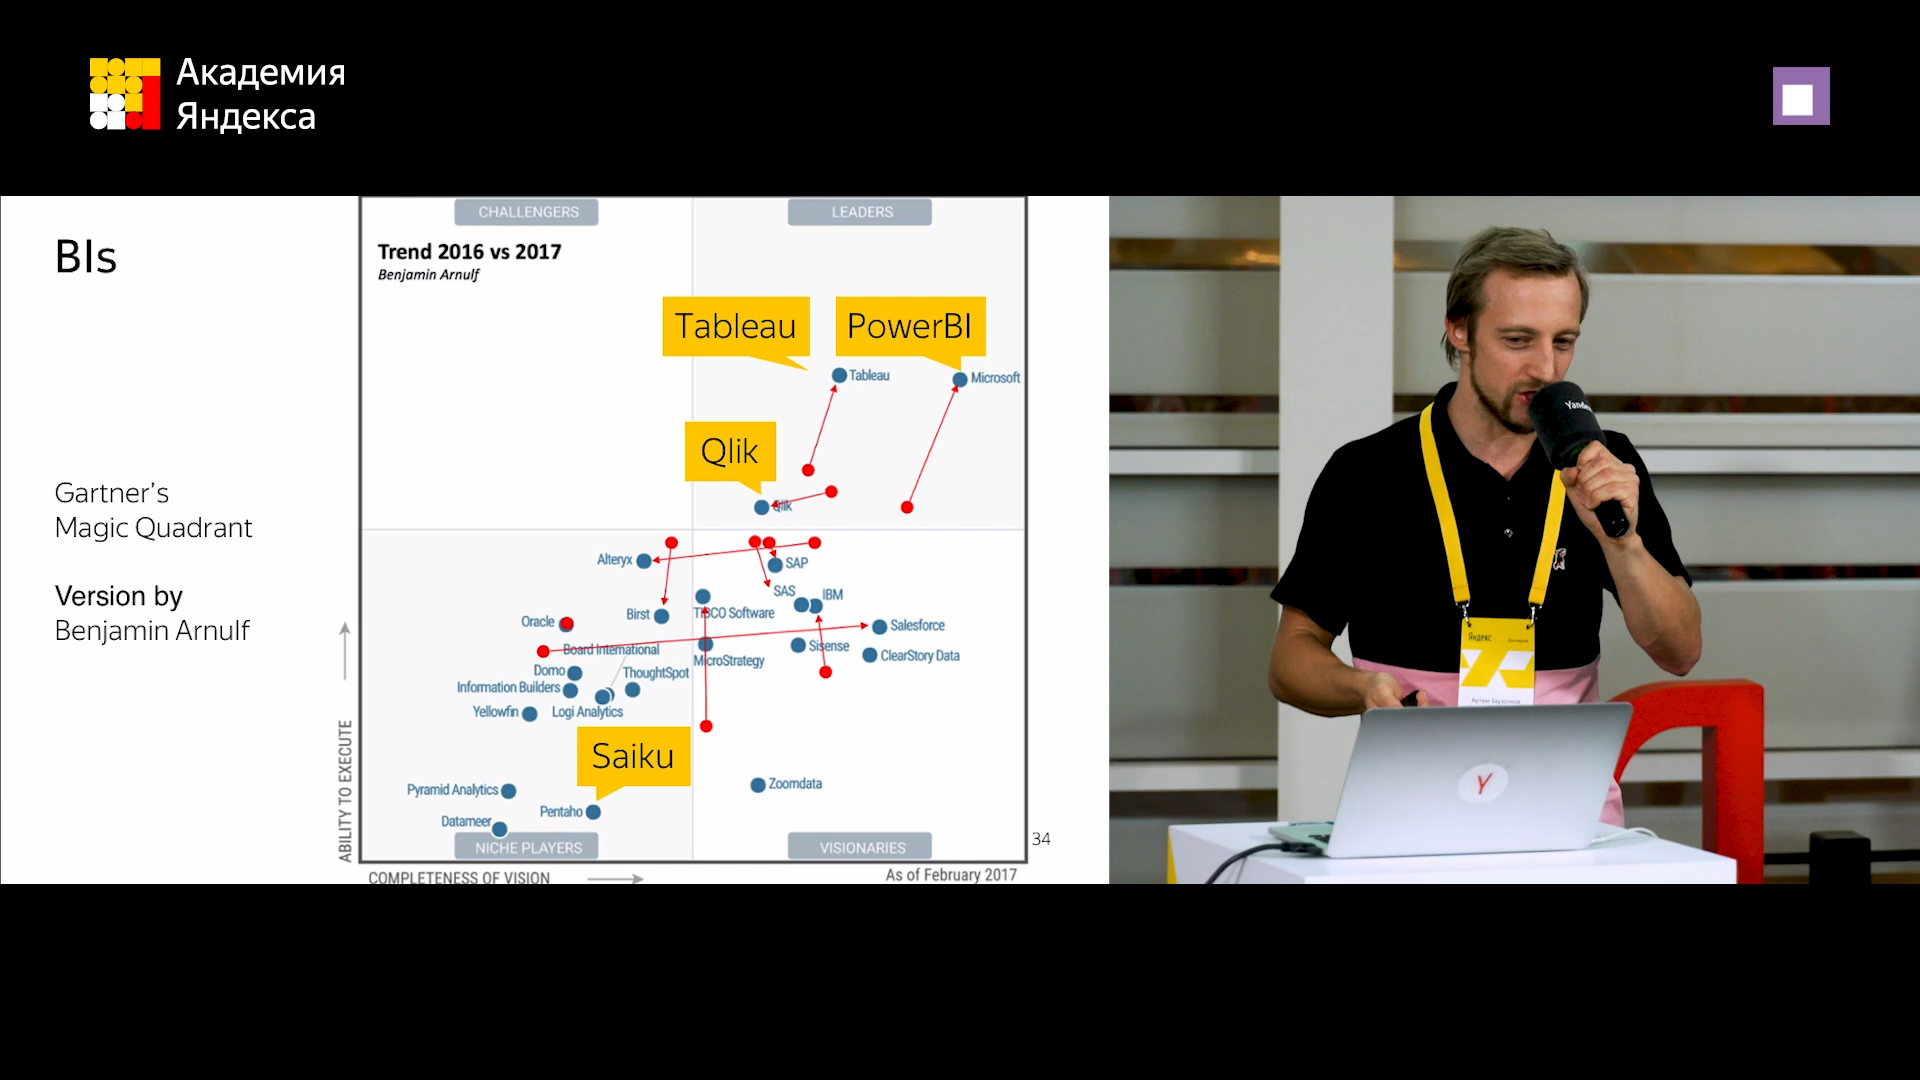 Академия
Яндекса
BIs
Gartner's
Magic Quadrant
Version by
Benjamin Arnulf
CHALLENGERS
LEADERS
Trend 2016 vs 2017
Benjamin Arnulf
Tableau
PowerBI
Tableau
Microsoft
Qlik
Qlik
Alteryx
SAP
SAS
IBM
Birst
TIBCO Software
Oracle
Salesforce
Board International
Sisense
MicroStrategy
ClearStory Data
Domo
ThoughtSpot
Information Builders
Yellowfin
Logi Analytics
Saiku
Pyramid Analytics
Zoomdata
Pentaho
Datameer
NICHE PLAYERS
VISIONARIES
ABILITY TO EXECUTE
COMPLETENESS OF VISION
As of February 2017
34
Яндекс
Y